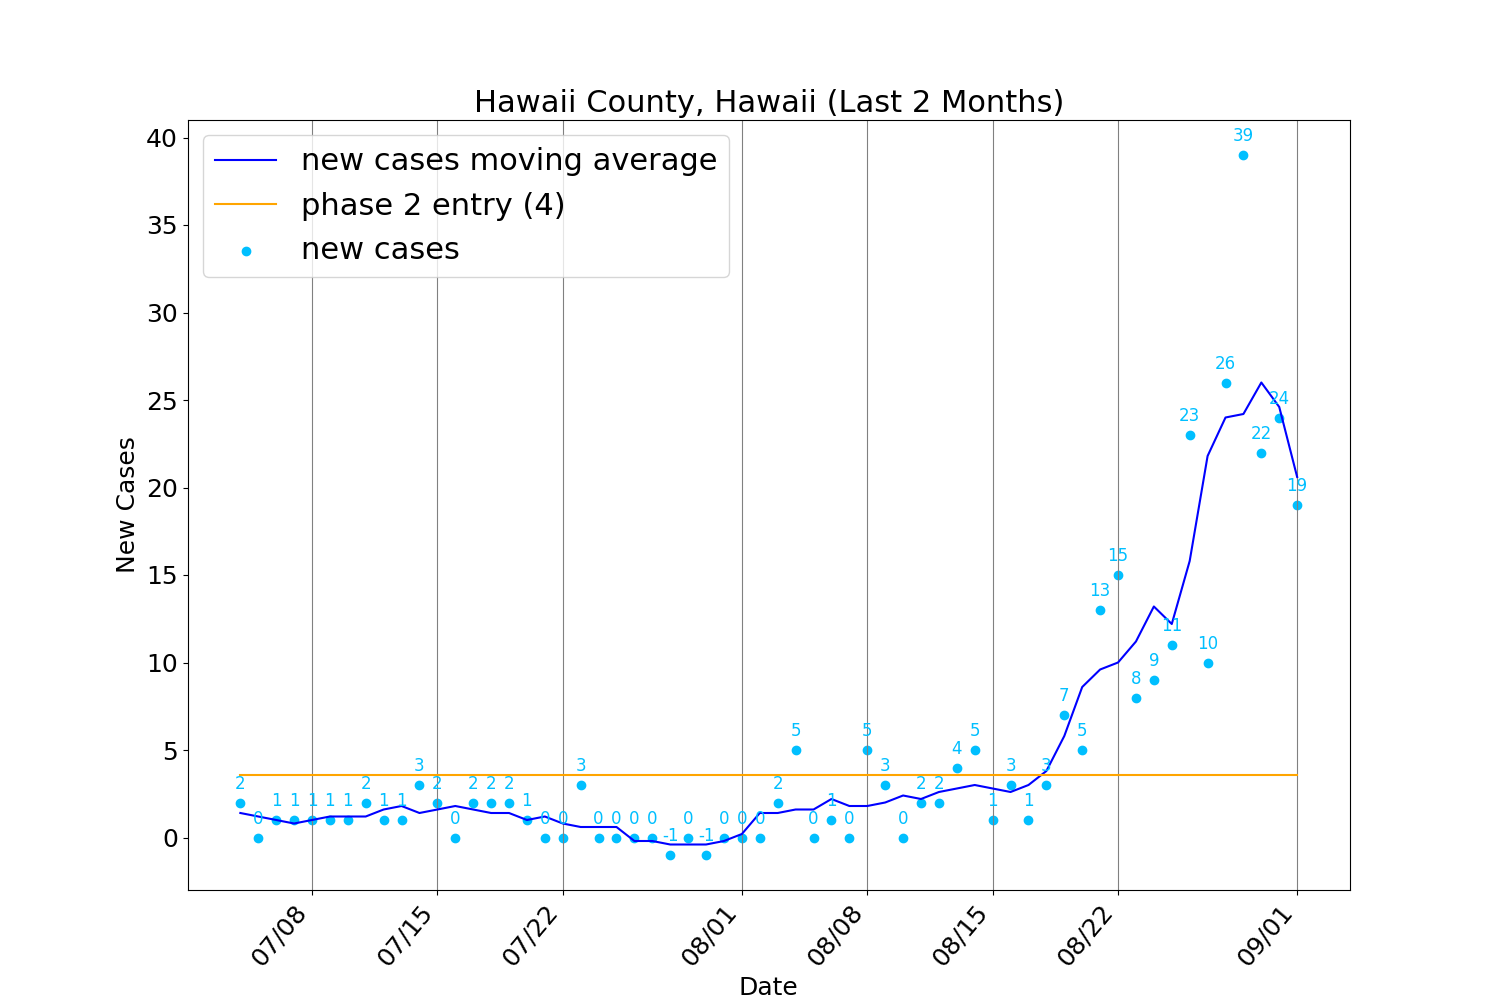 Hawaii County, Hawaii (Last 2 Months)
new cases moving average
phase 2 entry (4)
new cases
New Cases
40
35
30
25
20
15
10
5
0
2 0 1 1 1 1 1 2 1 1 3 2 0 2 2 2 1 0 0 3 0 0 0 0 -1 0 -1 0 0 0 2 5 0 1 0 5 3 0 2 2 4 5 1 3 1 3 7 5 13 15 8 9 11 23 10 26 39 22 24 19
07/08 07/15 07/22 08/01 08/08 08/15 08/22 09/01
Date